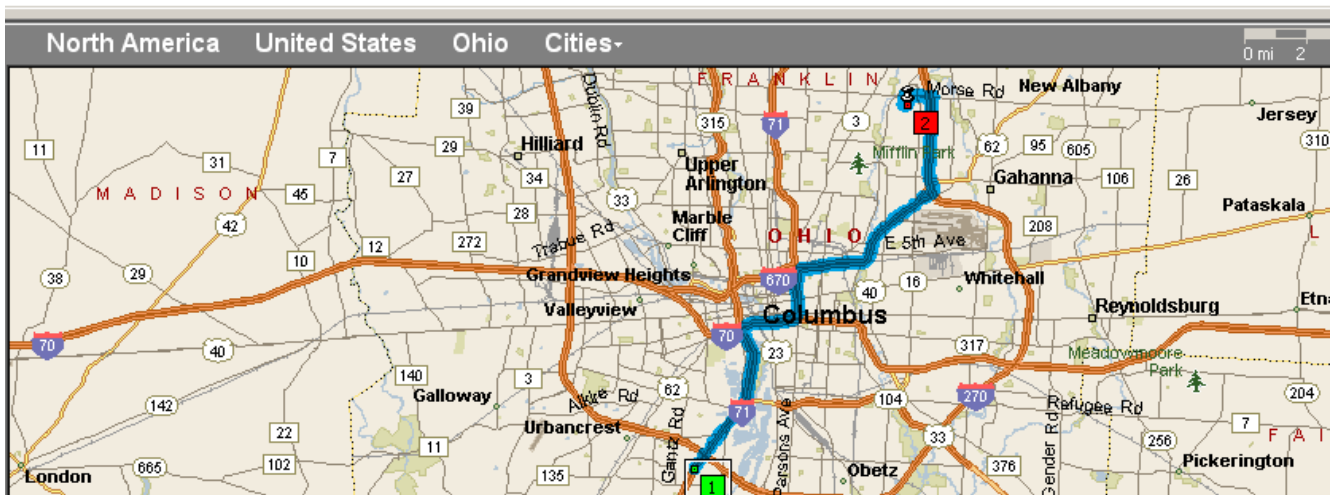 North America United States Ohio Cities
0 mi 2
FRANKLIN
Morse Rd
New Albany
Jersey
Dublin Rd
39
315
71
3
2
310
11
31
7
29
Hilliard
Upper
Arlington
Mifflin Park
62
95
605
MADISON
45
27
34
33
Gahanna
106
26
42
28
Marble
Cliff
OHIO
208
Pataskala
L
272
Trabue Rd
E 5th Ave
12
10
38
29
Grandview Heights
670
40
16
Whitehall
Valleyview
Columbus
Reynoldsburg
Etna
70
40
70
23
317
Meadowmoore
Park
140
3
62
104
270
204
142
Galloway
Alkire Rd
71
Refugee Rd
7
22
Urbancrest
Gantz Rd
Parsons Ave
33
Gender Rd
256
FAI
11
London
665
102
135
1
Obetz
376
Pickerington